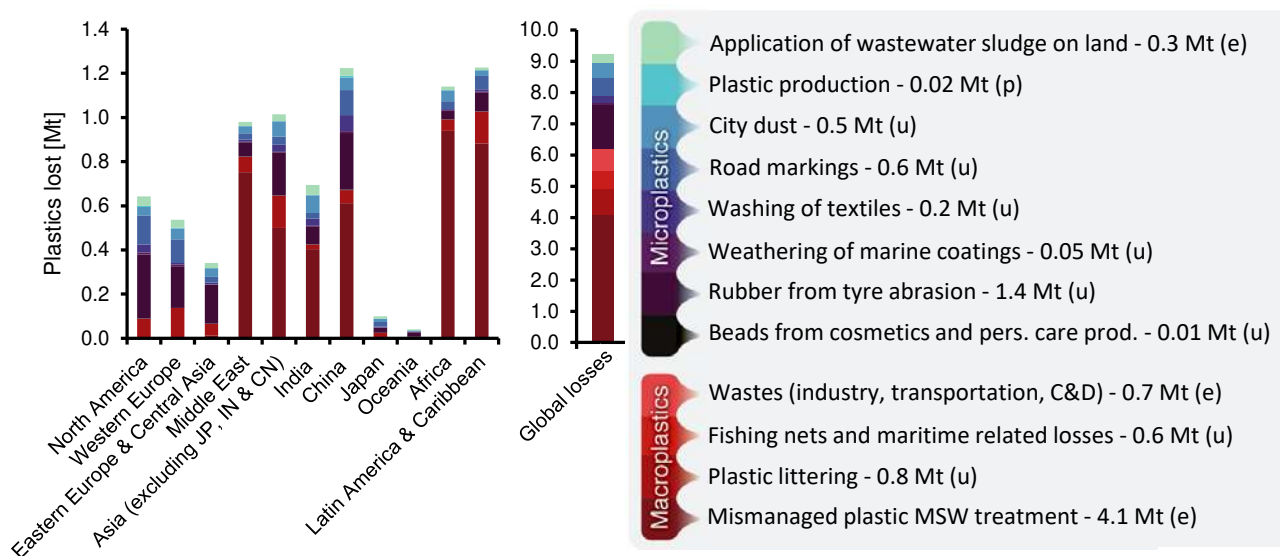 Plastics lost [Mt]
1.4
1.2
1.0
0.8
0.6
0.4
0.2
0.0
North America
Western Europe
Eastern Europe & Central Asia
Middle East
Asia (excluding JP, IN & CN)
India
China
Japan
Oceania
Africa
Latin America & Caribbean
10.0
9.0
8.0
7.0
6.0
5.0
4.0
3.0
2.0
1.0
0.0
Global losses
Microplastics
Application of wastewater sludge on land - 0.3 Mt (e)
Plastic production - 0.02 Mt (p)
City dust - 0.5 Mt (u)
Road markings - 0.6 Mt (u)
Washing of textiles - 0.2 Mt (u)
Weathering of marine coatings - 0.05 Mt (u)
Rubber from tyre abrasion - 1.4 Mt (u)
Beads from cosmetics and pers. care prod. - 0.01 Mt (u)
Macroplastics
Wastes (industry, transportation, C&D) - 0.7 Mt (e)
Fishing nets and maritime related losses - 0.6 Mt (u)
Plastic littering - 0.8 Mt (u)
Mismanaged plastic MSW treatment - 4.1 Mt (e)